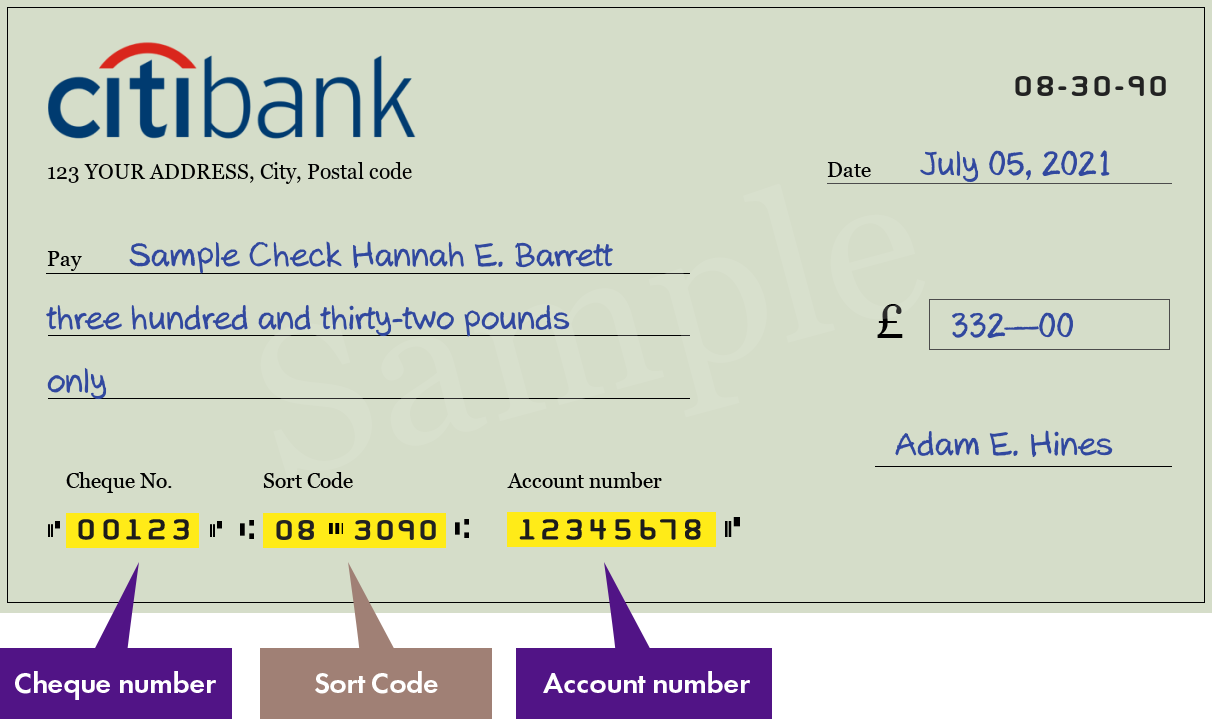 citibank
08-30-90
123 YOUR ADDRESS, City, Postal code
Date July 05, 2021
Pay Sample Check Hannah E. Barrett
three hundred and thirty-two pounds
£ 332—00
only
Sample
Adam E. Hines
Cheque No. Sort Code Account number
⑈00123⑈ ⑆08⑉3090⑆ 12345678⑈
Cheque number Sort Code Account number